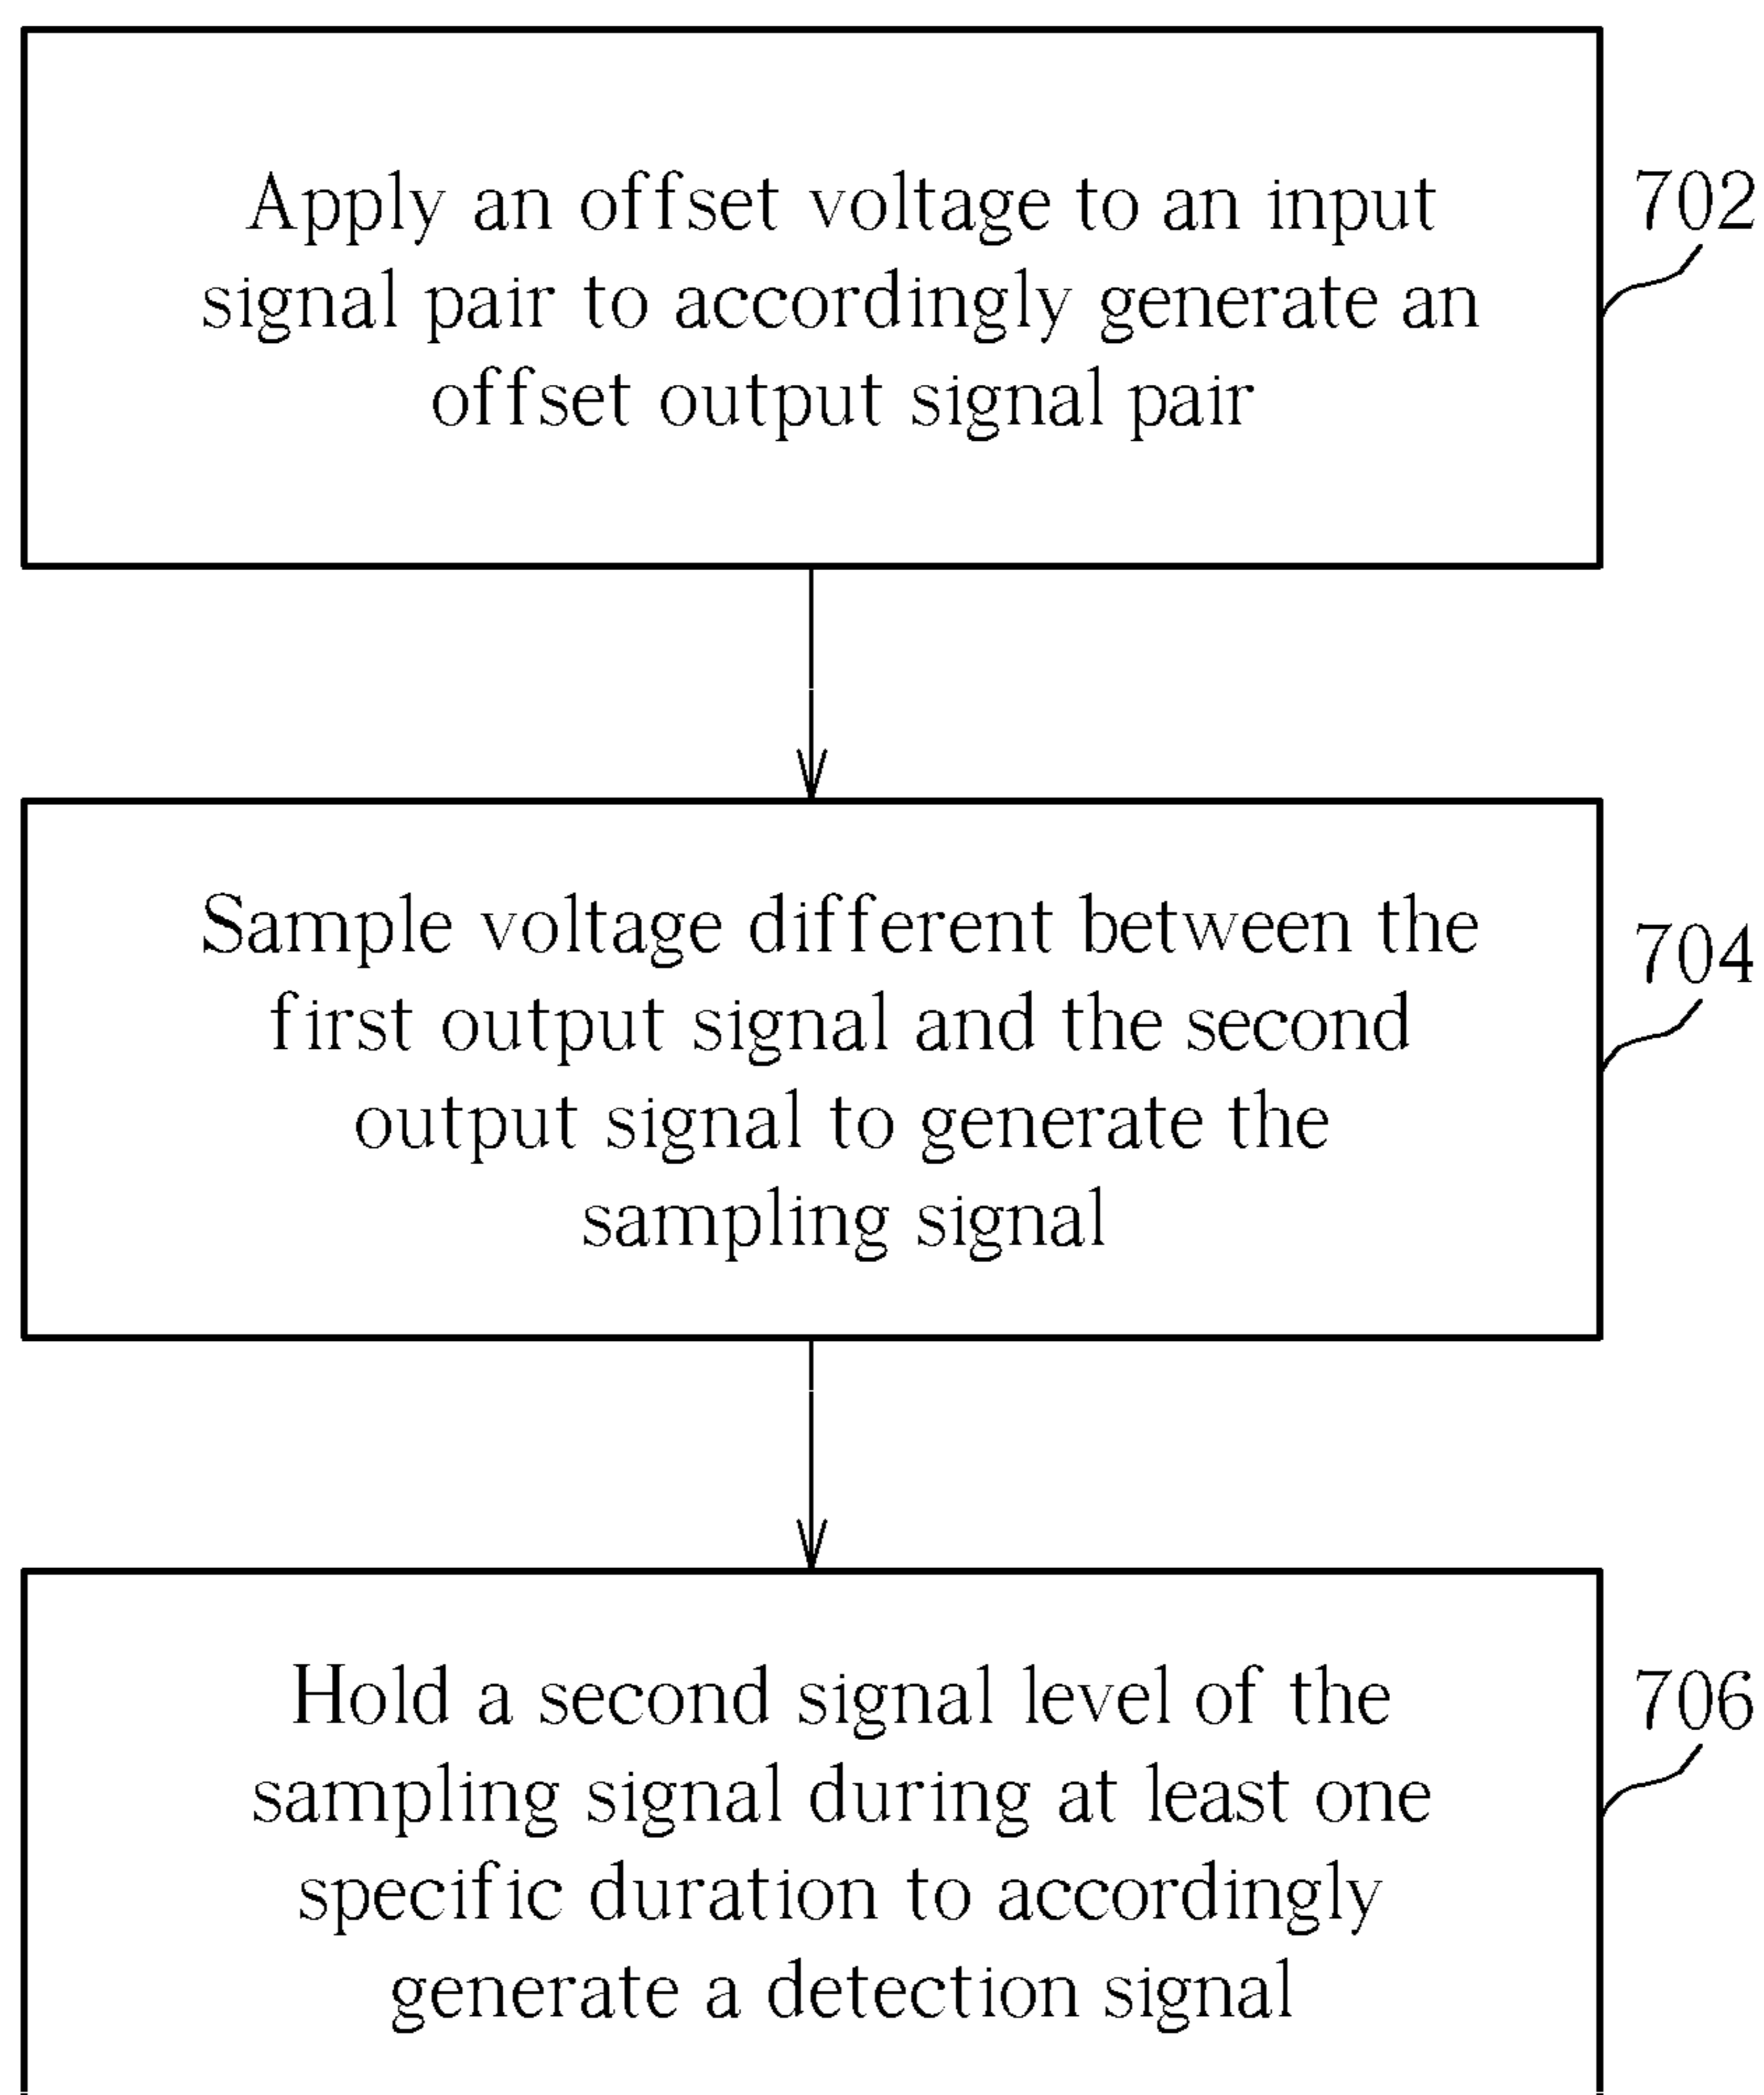 Apply an offset voltage to an input
signal pair to accordingly generate an
offset output signal pair
702
Sample voltage different between the
first output signal and the second
output signal to generate the
sampling signal
704
Hold a second signal level of the
sampling signal during at least one
specific duration to accordingly
generate a detection signal
706